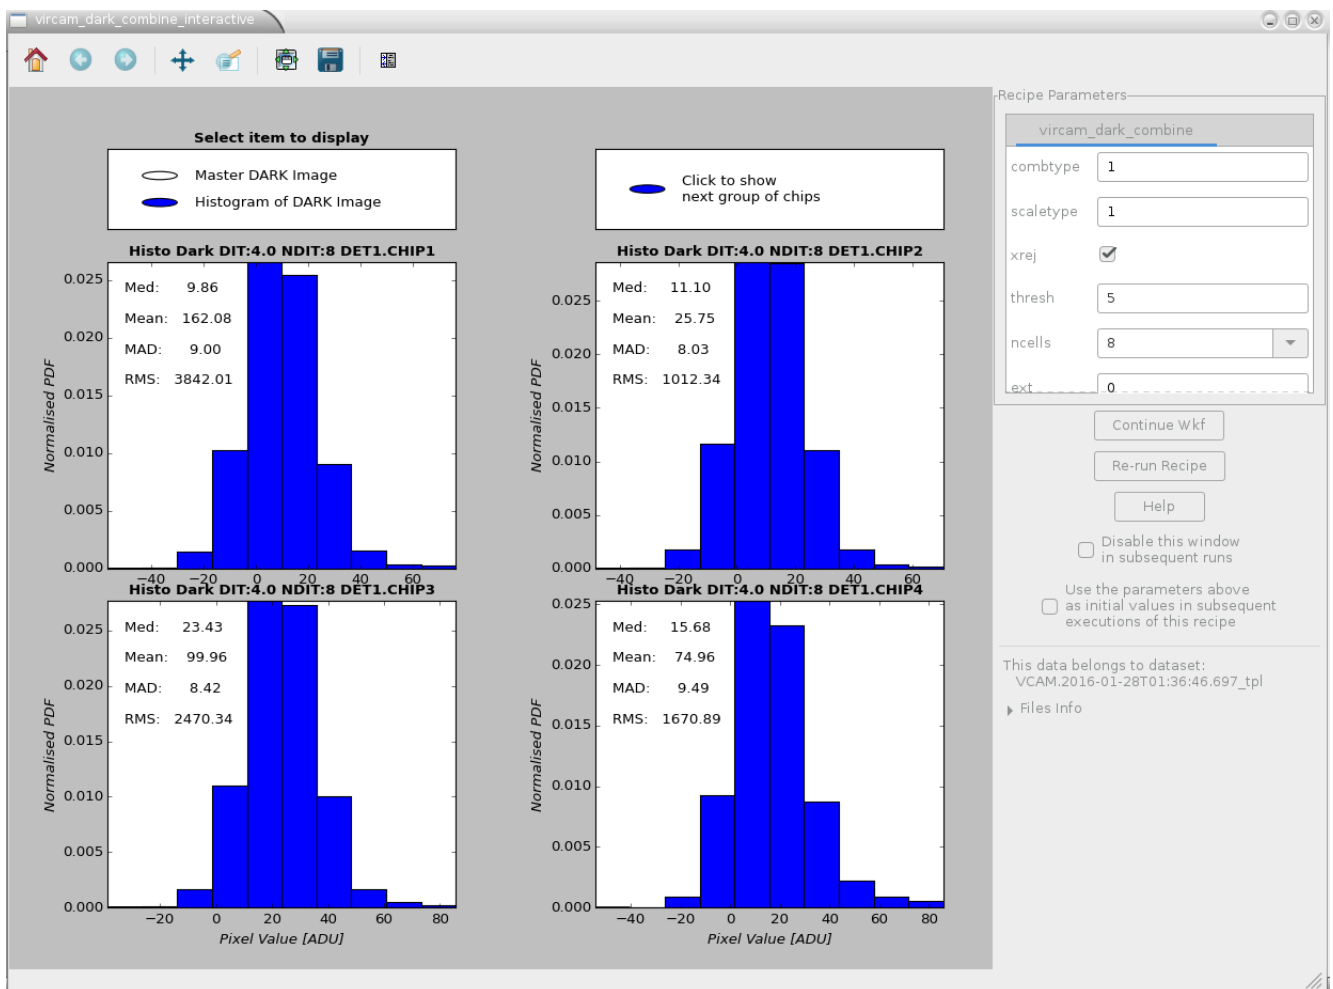 vircam_dark_combine_interactive
Select item to display
Master DARK Image
Histogram of DARK Image
Click to show
next group of chips
Histo Dark DIT:4.0 NDIT:8 DET1.CHIP1
Normalised PDF
0.025
0.020
0.015
0.010
0.005
0.000
Med: 9.86
Mean: 162.08
MAD: 9.00
RMS: 3842.01
−40 −20 0 20 40 60
Histo Dark DIT:4.0 NDIT:8 DET1.CHIP2
Normalised PDF
0.025
0.020
0.015
0.010
0.005
0.000
Med: 11.10
Mean: 25.75
MAD: 8.03
RMS: 1012.34
−40 −20 0 20 40 60
Histo Dark DIT:4.0 NDIT:8 DET1.CHIP3
Normalised PDF
0.025
0.020
0.015
0.010
0.005
0.000
Med: 23.43
Mean: 99.96
MAD: 8.42
RMS: 2470.34
−20 0 20 40 60 80
Pixel Value [ADU]
Histo Dark DIT:4.0 NDIT:8 DET1.CHIP4
Normalised PDF
0.025
0.020
0.015
0.010
0.005
0.000
Med: 15.68
Mean: 74.96
MAD: 9.49
RMS: 1670.89
−40 −20 0 20 40 60 80
Pixel Value [ADU]
Recipe Parameters
vircam_dark_combine
combtype 1
scaletype 1
xrej
thresh 5
ncells 8
ext 0
Continue Wkf
Re-run Recipe
Help
Disable this window
in subsequent runs
Use the parameters above
as initial values in subsequent
executions of this recipe
This data belongs to dataset:
VCAM.2016-01-28T01:36:46.697_tpl
Files Info